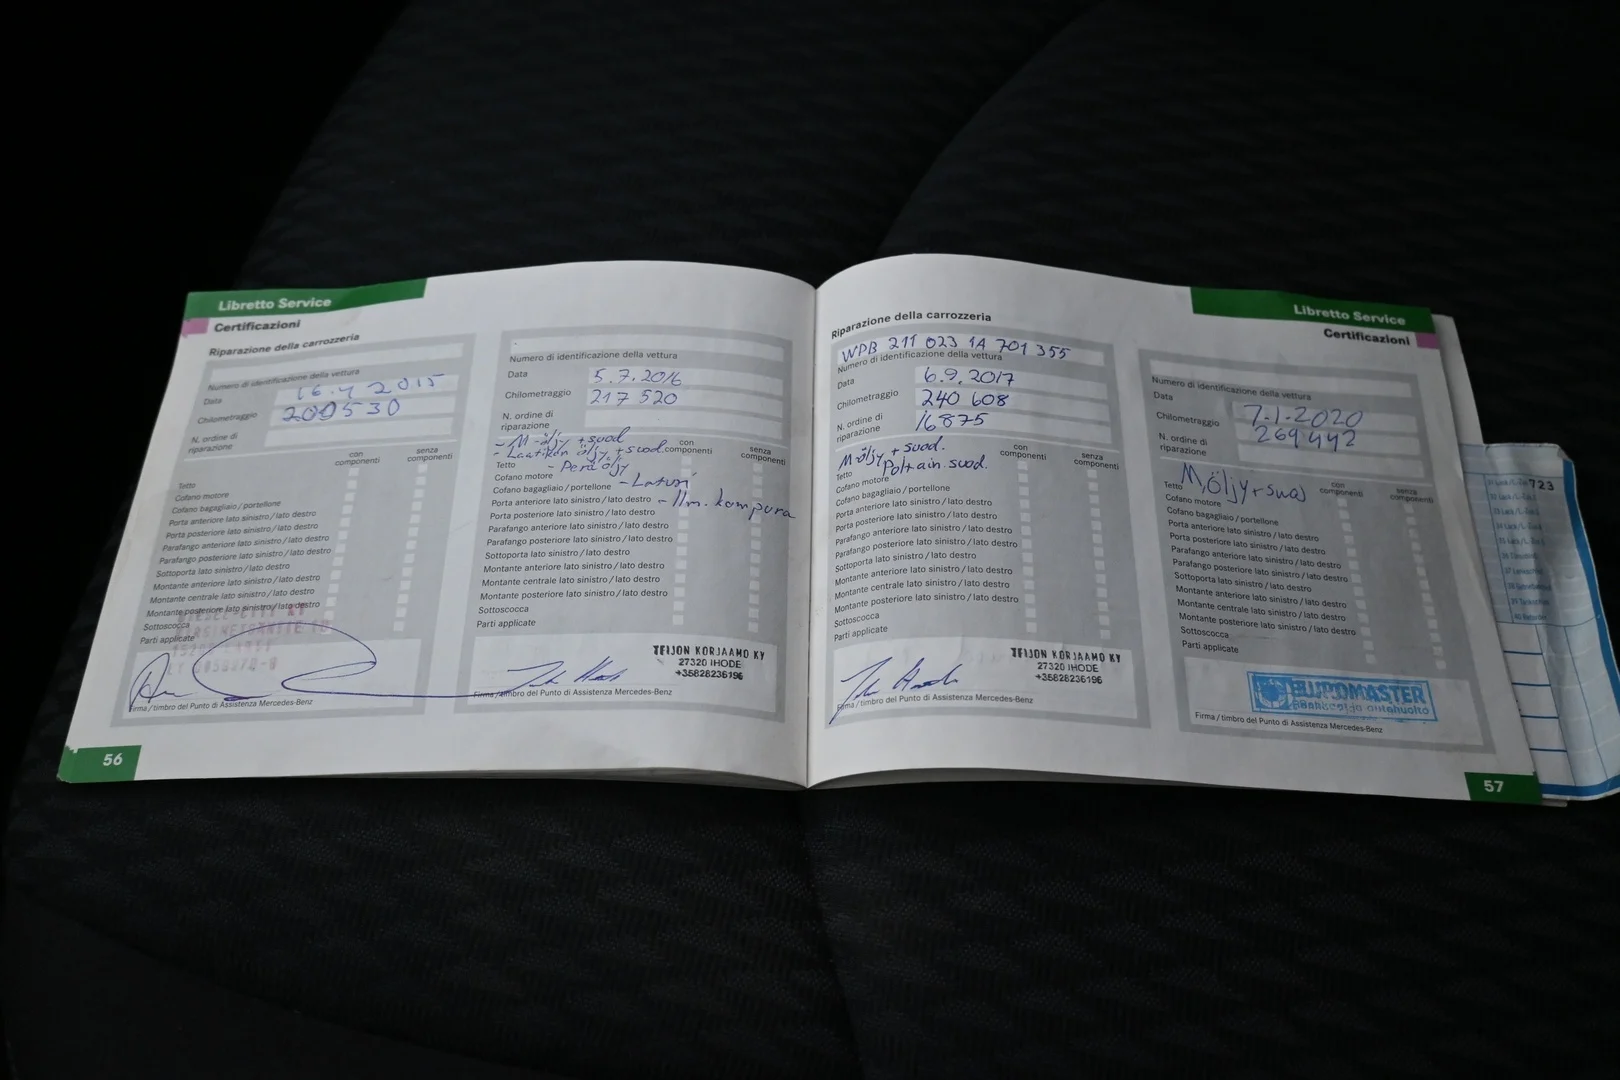 Libretto Service
Certificazioni
Riparazione della carrozzeria
Numero di identificazione della vettura
Data 16.4 2015
Chilometraggio 200530
N. ordine di
riparazione
con
componenti
senza
componenti
Tetto
Cofano motore
Cofano bagagliaio / portellone
Porta anteriore lato sinistro / lato destro
Porta posteriore lato sinistro / lato destro
Parafango anteriore lato sinistro / lato destro
Parafango posteriore lato sinistro / lato destro
Sottoporta lato sinistro / lato destro
Montante anteriore lato sinistro / lato destro
Montante centrale lato sinistro / lato destro
Montante posteriore lato sinistro / lato destro
Sottoscocca
Parti applicate
Firma / timbro del Punto di Assistenza Mercedes-Benz
56
Numero di identificazione della vettura
Data 5.7.2016
Chilometraggio 217 520
N. ordine di
riparazione
- M-öljy + suod
- Laatikon öljy + suod.
con
componenti
senza
componenti
Tetto - Perä öljy
Cofano motore
Cofano bagagliaio / portellone - Laturi
Porta anteriore lato sinistro / lato destro - Ilm. kompura
Porta posteriore lato sinistro / lato destro
Parafango anteriore lato sinistro / lato destro
Parafango posteriore lato sinistro / lato destro
Sottoporta lato sinistro / lato destro
Montante anteriore lato sinistro / lato destro
Montante centrale lato sinistro / lato destro
Montante posteriore lato sinistro / lato destro
Sottoscocca
Parti applicate
TEIJON KORJAAMO KY
27320 IHODE
+35828236196
Firma / timbro del Punto di Assistenza Mercedes-Benz
Libretto Service
Certificazioni
Riparazione della carrozzeria
WPB 211 023 1A 701 355
Numero di identificazione della vettura
Data 6.9.2017
Chilometraggio 240 608
N. ordine di
riparazione 16875
M-öljy + suod.
Polt.ain. suod.
con
componenti
senza
componenti
Tetto
Cofano motore
Cofano bagagliaio / portellone
Porta anteriore lato sinistro / lato destro
Porta posteriore lato sinistro / lato destro
Parafango anteriore lato sinistro / lato destro
Parafango posteriore lato sinistro / lato destro
Sottoporta lato sinistro / lato destro
Montante anteriore lato sinistro / lato destro
Montante centrale lato sinistro / lato destro
Montante posteriore lato sinistro / lato destro
Sottoscocca
Parti applicate
TEIJON KORJAAMO KY
27320 IHODE
+35828236196
Firma / timbro del Punto di Assistenza Mercedes-Benz
Numero di identificazione della vettura
Data 7.1.2020
Chilometraggio 269442
N. ordine di
riparazione
M.öljy + suod
con
componenti
senza
componenti
Tetto
Cofano motore
Cofano bagagliaio / portellone
Porta anteriore lato sinistro / lato destro
Porta posteriore lato sinistro / lato destro
Parafango anteriore lato sinistro / lato destro
Parafango posteriore lato sinistro / lato destro
Sottoporta lato sinistro / lato destro
Montante anteriore lato sinistro / lato destro
Montante centrale lato sinistro / lato destro
Montante posteriore lato sinistro / lato destro
Sottoscocca
Parti applicate
EUROMASTER
Rengas- ja autohuolto
Firma / timbro del Punto di Assistenza Mercedes-Benz
57
723